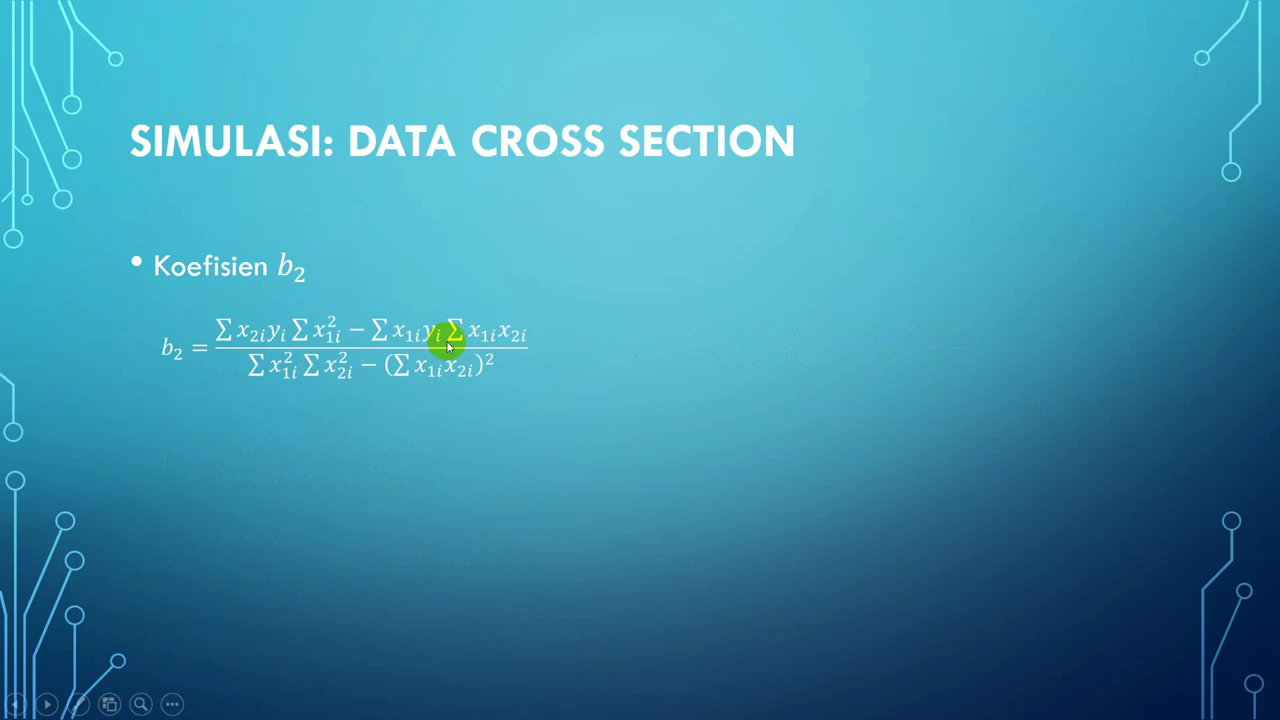 SIMULASI: DATA CROSS SECTION
• Koefisien b₂
b₂ = (∑ x₂ᵢyᵢ ∑ x₁ᵢ² − ∑ x₁ᵢyᵢ ∑ x₁ᵢx₂ᵢ) / (∑ x₁ᵢ² ∑ x₂ᵢ² − (∑ x₁ᵢx₂ᵢ)²)